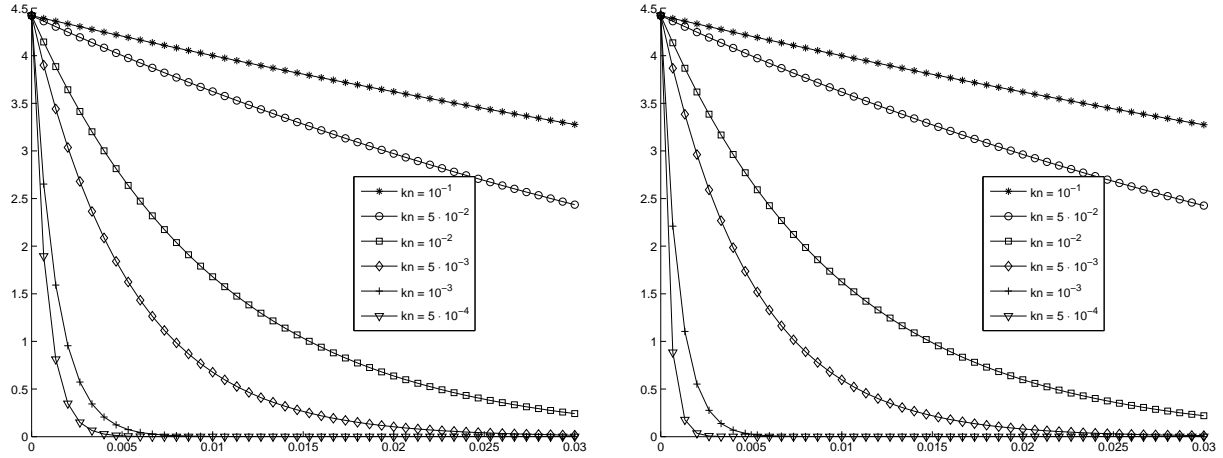 4.5
4
3.5
3
2.5
2
1.5
1
0.5
0
0 0.005 0.01 0.015 0.02 0.025 0.03
kn = 10⁻¹
kn = 5 · 10⁻²
kn = 10⁻²
kn = 5 · 10⁻³
kn = 10⁻³
kn = 5 · 10⁻⁴
4.5
4
3.5
3
2.5
2
1.5
1
0.5
0
0 0.005 0.01 0.015 0.02 0.025 0.03
kn = 10⁻¹
kn = 5 · 10⁻²
kn = 10⁻²
kn = 5 · 10⁻³
kn = 10⁻³
kn = 5 · 10⁻⁴